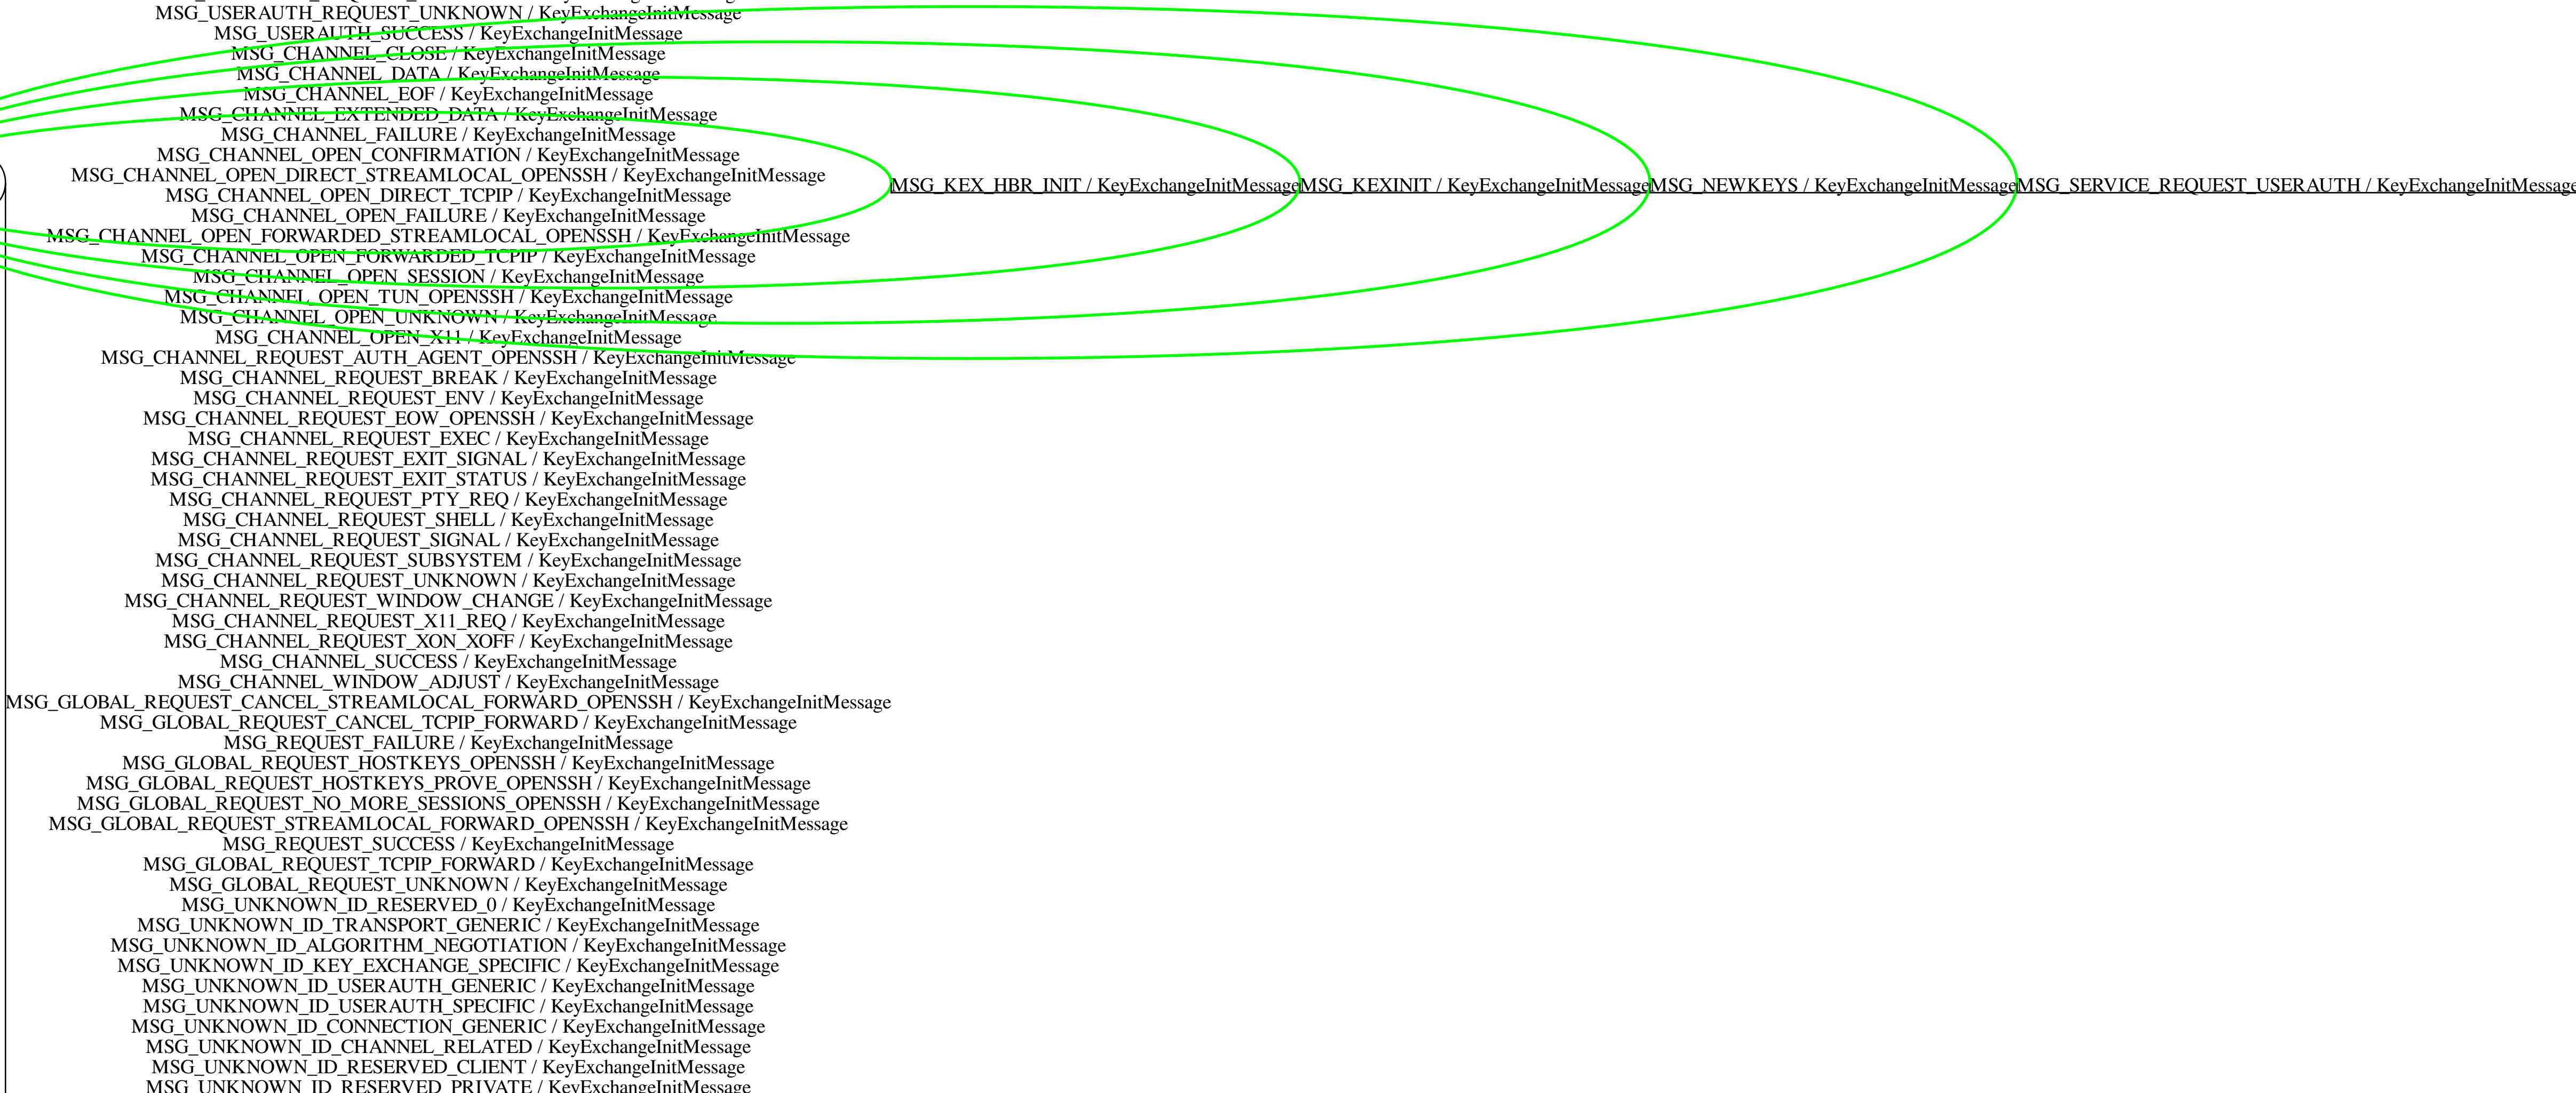 MSG_USERAUTH_REQUEST_UNKNOWN / KeyExchangeInitMessage
MSG_USERAUTH_SUCCESS / KeyExchangeInitMessage
MSG_CHANNEL_CLOSE / KeyExchangeInitMessage
MSG_CHANNEL_DATA / KeyExchangeInitMessage
MSG_CHANNEL_EOF / KeyExchangeInitMessage
MSG_CHANNEL_EXTENDED_DATA / KeyExchangeInitMessage
MSG_CHANNEL_FAILURE / KeyExchangeInitMessage
MSG_CHANNEL_OPEN_CONFIRMATION / KeyExchangeInitMessage
MSG_CHANNEL_OPEN_DIRECT_STREAMLOCAL_OPENSSH / KeyExchangeInitMessage
MSG_CHANNEL_OPEN_DIRECT_TCPIP / KeyExchangeInitMessage
MSG_CHANNEL_OPEN_FAILURE / KeyExchangeInitMessage
MSG_CHANNEL_OPEN_FORWARDED_STREAMLOCAL_OPENSSH / KeyExchangeInitMessage
MSG_CHANNEL_OPEN_FORWARDED_TCPIP / KeyExchangeInitMessage
MSG_CHANNEL_OPEN_SESSION / KeyExchangeInitMessage
MSG_CHANNEL_OPEN_TUN_OPENSSH / KeyExchangeInitMessage
MSG_CHANNEL_OPEN_UNKNOWN / KeyExchangeInitMessage
MSG_CHANNEL_OPEN_X11 / KeyExchangeInitMessage
MSG_CHANNEL_REQUEST_AUTH_AGENT_OPENSSH / KeyExchangeInitMessage
MSG_CHANNEL_REQUEST_BREAK / KeyExchangeInitMessage
MSG_CHANNEL_REQUEST_ENV / KeyExchangeInitMessage
MSG_CHANNEL_REQUEST_EOW_OPENSSH / KeyExchangeInitMessage
MSG_CHANNEL_REQUEST_EXEC / KeyExchangeInitMessage
MSG_CHANNEL_REQUEST_EXIT_SIGNAL / KeyExchangeInitMessage
MSG_CHANNEL_REQUEST_EXIT_STATUS / KeyExchangeInitMessage
MSG_CHANNEL_REQUEST_PTY_REQ / KeyExchangeInitMessage
MSG_CHANNEL_REQUEST_SHELL / KeyExchangeInitMessage
MSG_CHANNEL_REQUEST_SIGNAL / KeyExchangeInitMessage
MSG_CHANNEL_REQUEST_SUBSYSTEM / KeyExchangeInitMessage
MSG_CHANNEL_REQUEST_UNKNOWN / KeyExchangeInitMessage
MSG_CHANNEL_REQUEST_WINDOW_CHANGE / KeyExchangeInitMessage
MSG_CHANNEL_REQUEST_X11_REQ / KeyExchangeInitMessage
MSG_CHANNEL_REQUEST_XON_XOFF / KeyExchangeInitMessage
MSG_CHANNEL_SUCCESS / KeyExchangeInitMessage
MSG_CHANNEL_WINDOW_ADJUST / KeyExchangeInitMessage
MSG_GLOBAL_REQUEST_CANCEL_STREAMLOCAL_FORWARD_OPENSSH / KeyExchangeInitMessage
MSG_GLOBAL_REQUEST_CANCEL_TCPIP_FORWARD / KeyExchangeInitMessage
MSG_REQUEST_FAILURE / KeyExchangeInitMessage
MSG_GLOBAL_REQUEST_HOSTKEYS_OPENSSH / KeyExchangeInitMessage
MSG_GLOBAL_REQUEST_HOSTKEYS_PROVE_OPENSSH / KeyExchangeInitMessage
MSG_GLOBAL_REQUEST_NO_MORE_SESSIONS_OPENSSH / KeyExchangeInitMessage
MSG_GLOBAL_REQUEST_STREAMLOCAL_FORWARD_OPENSSH / KeyExchangeInitMessage
MSG_REQUEST_SUCCESS / KeyExchangeInitMessage
MSG_GLOBAL_REQUEST_TCPIP_FORWARD / KeyExchangeInitMessage
MSG_GLOBAL_REQUEST_UNKNOWN / KeyExchangeInitMessage
MSG_UNKNOWN_ID_RESERVED_0 / KeyExchangeInitMessage
MSG_UNKNOWN_ID_TRANSPORT_GENERIC / KeyExchangeInitMessage
MSG_UNKNOWN_ID_ALGORITHM_NEGOTIATION / KeyExchangeInitMessage
MSG_UNKNOWN_ID_KEY_EXCHANGE_SPECIFIC / KeyExchangeInitMessage
MSG_UNKNOWN_ID_USERAUTH_GENERIC / KeyExchangeInitMessage
MSG_UNKNOWN_ID_USERAUTH_SPECIFIC / KeyExchangeInitMessage
MSG_UNKNOWN_ID_CONNECTION_GENERIC / KeyExchangeInitMessage
MSG_UNKNOWN_ID_CHANNEL_RELATED / KeyExchangeInitMessage
MSG_UNKNOWN_ID_RESERVED_CLIENT / KeyExchangeInitMessage
MSG_UNKNOWN_ID_RESERVED_PRIVATE / KeyExchangeInitMessage
MSG_KEX_HBR_INIT / KeyExchangeInitMessage
MSG_KEXINIT / KeyExchangeInitMessage
MSG_NEWKEYS / KeyExchangeInitMessage
MSG_SERVICE_REQUEST_USERAUTH / KeyExchangeInitMessage